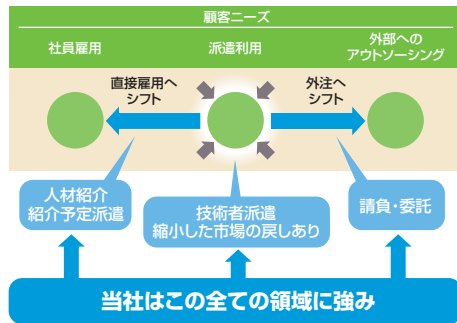 顧客ニーズ
社員雇用
派遣利用
外部への
アウトソーシング
直接雇用へ
シフト
外注へ
シフト
人材紹介
紹介予定派遣
技術者派遣
縮小した市場の戻しあり
請負・委託
当社はこの全ての領域に強み